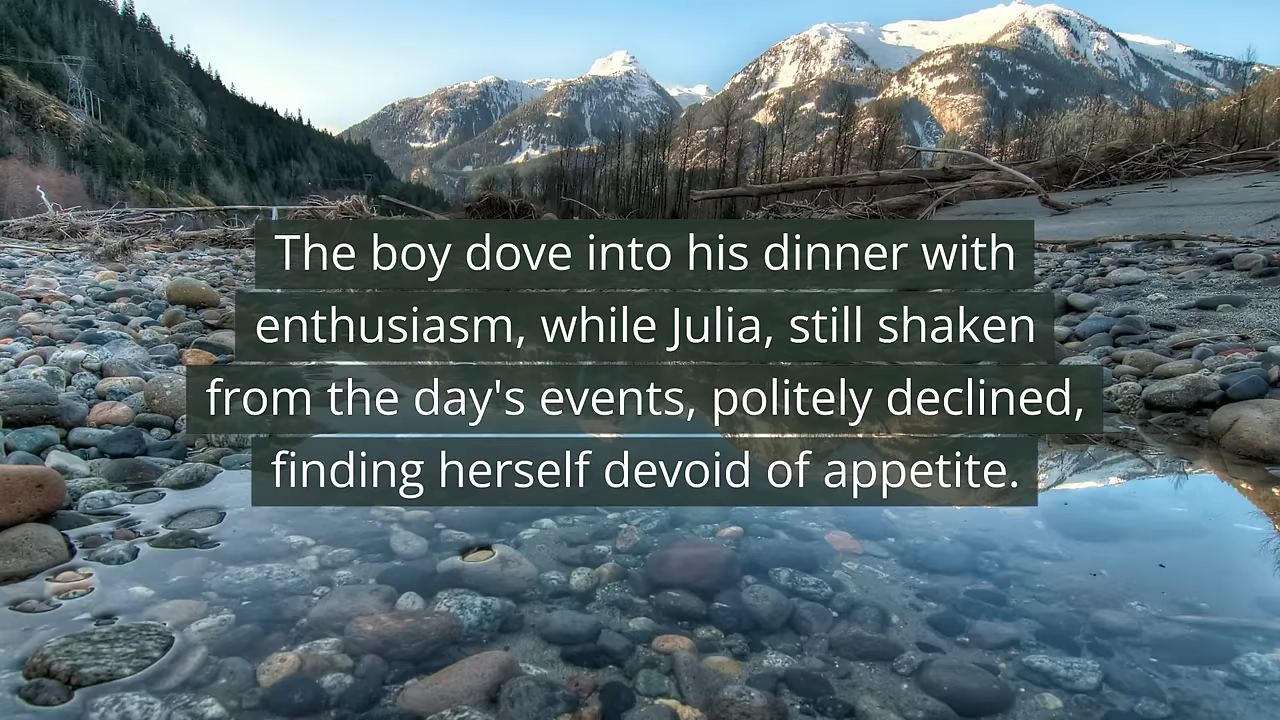 The boy dove into his dinner with
enthusiasm, while Julia, still shaken
from the day's events, politely declined,
finding herself devoid of appetite.